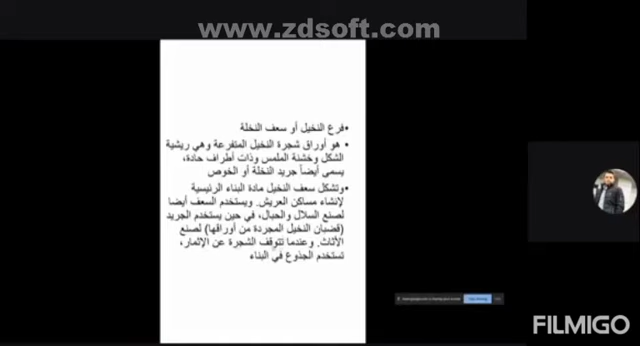 www.zdsoft.com
•فرع النخيل أو سعف النخلة
• هو أوراق شجرة النخيل المتفرعة وهي ريشية
الشكل وخشنة الملمس وذات أطراف حادة،
يسمى أيضاً جريد النخلة أو الخوص
•وتشكل سعف النخيل مادة البناء الرئيسية
لإنشاء مساكن العريش. ويستخدم السعف أيضا
لصنع السلال والحبال، في حين يستخدم الجريد
(قضبان النخيل المجردة من أوراقها) لصنع
الأثاث. وعندما تتوقف الشجرة عن الإثمار،
تستخدم الجذوع في البناء
FILMIGO